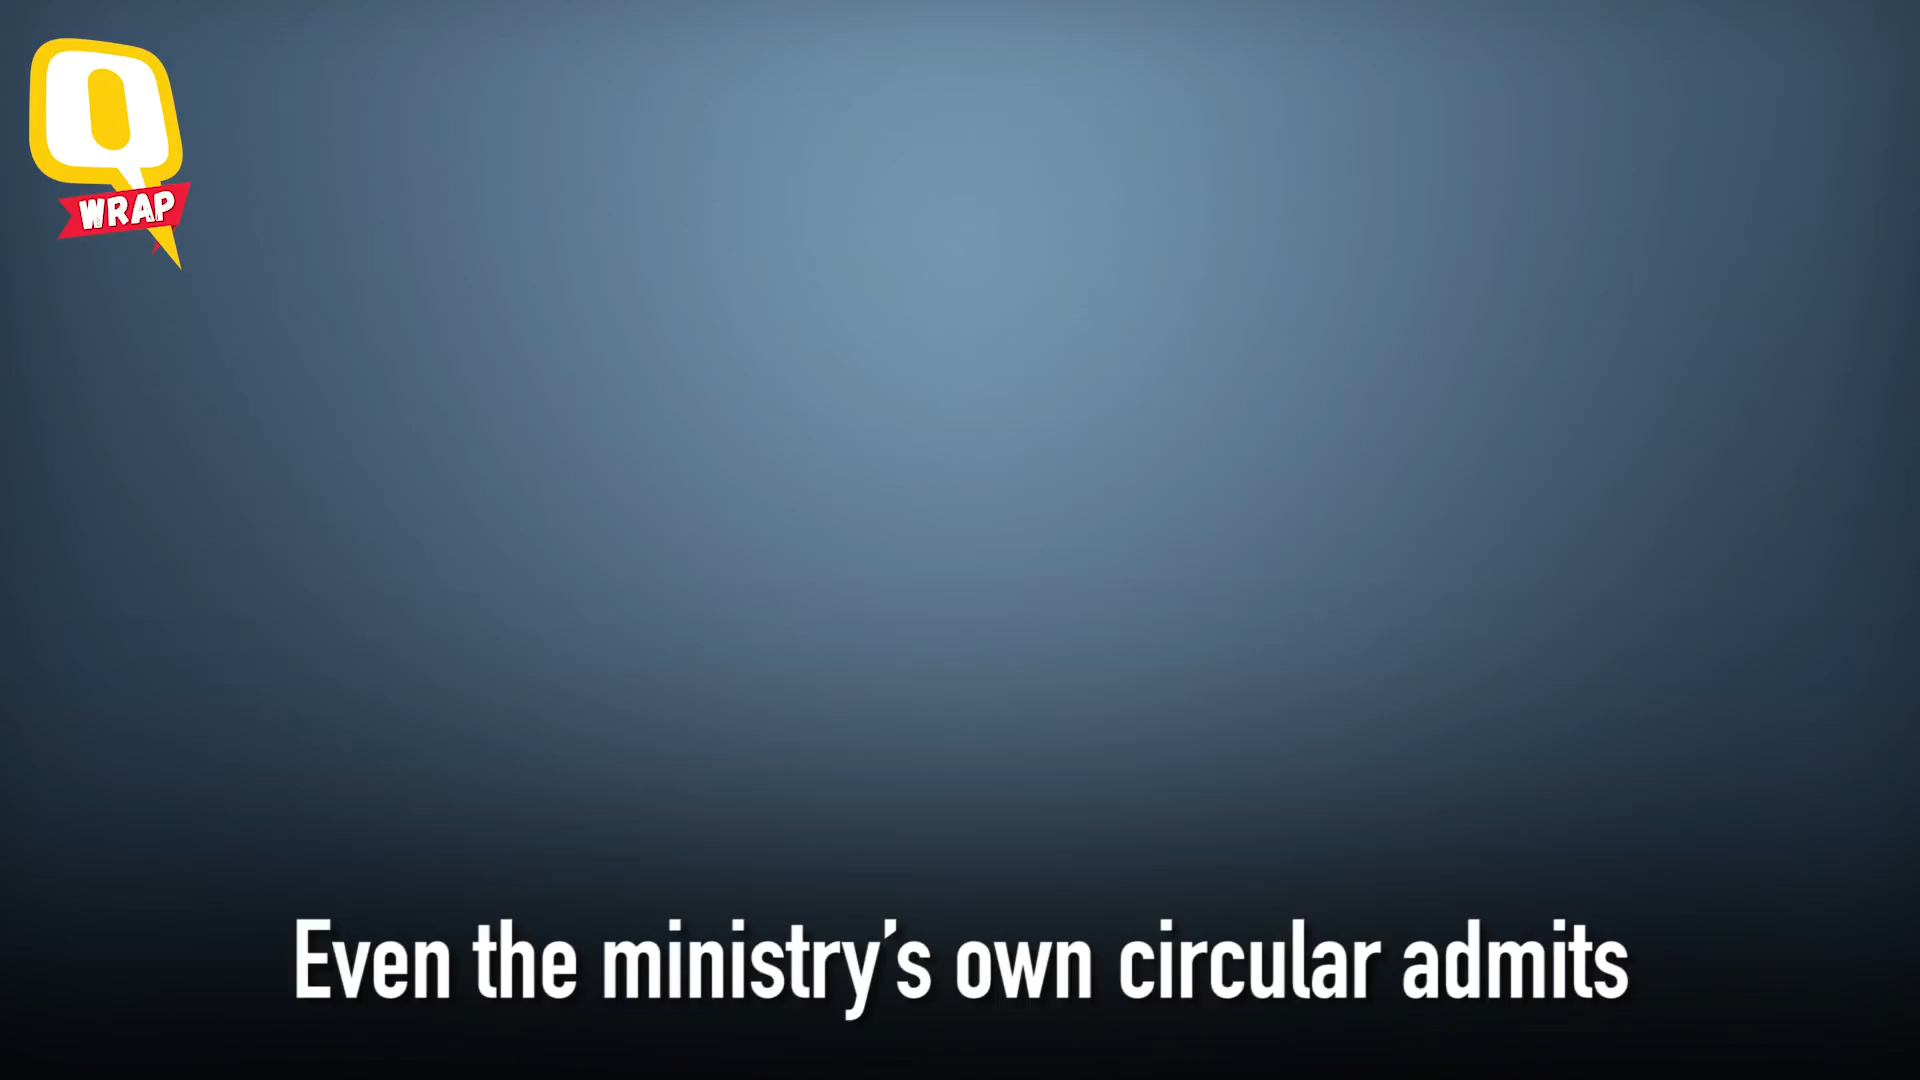 Q
WRAP
Even the ministry’s own circular admits